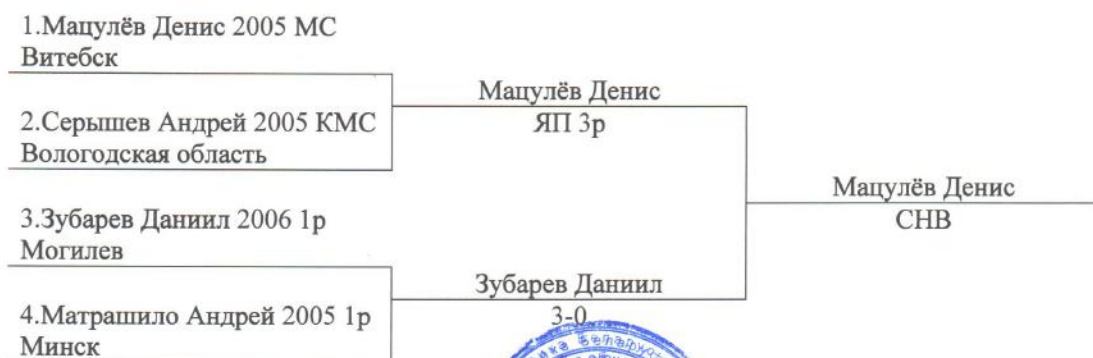 1.Мацулёв Денис 2005 МС
Витебск
Мацулёв Денис
ЯП 3р
2.Серышев Андрей 2005 КМС
Вологодская область
Мацулёв Денис
СНВ
3.Зубарев Даниил 2006 1р
Могилев
Зубарев Даниил
3-0
4.Матрашило Андрей 2005 1р
Минск